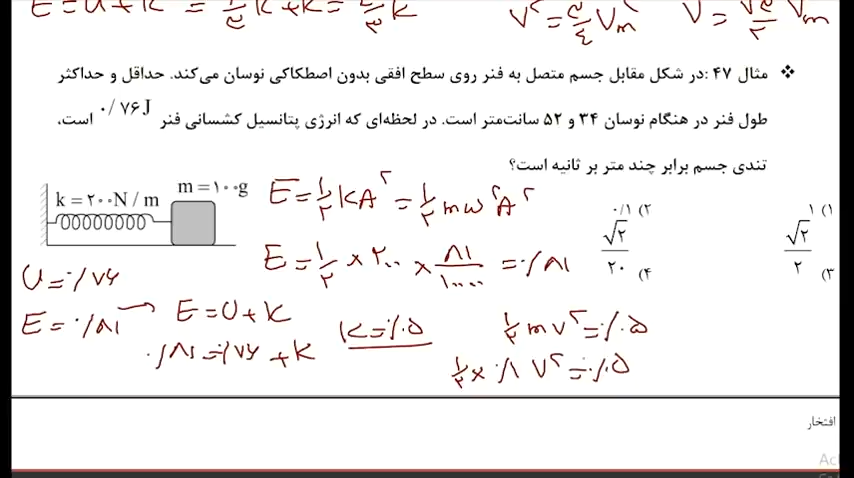 E = U + K = ۱/۲ K + K = ۳/۲ K
V² = ۳/۴ Vm² V = √۳/۲ Vm
❖ مثال ۴۷ :در شکل مقابل جسم متصل به فنر روی سطح افقی بدون اصطکاکی نوسان می‌کند. حداقل و حداکثر
طول فنر در هنگام نوسان ۳۴ و ۵۲ سانت‌متر است. در لحظه‌ای که انرژی پتانسیل کشسانی فنر ۰/۷۶J است،
تندی جسم برابر چند متر بر ثانیه است؟
k = ۲۰۰N / m
m = ۱۰۰g
۱) ۱
۲) ۰/۱
۳) √۲/۲
۴) √۲/۲۰
E = ۱/۲ KA² = ۱/۲ mω²A²
E = ۱/۲ × ۲۰۰ × ۸۱/۱۰۰۰۰ = ۰/۸۱
U = ۰/۷۶
E = ۰/۸۱ → E = U + K
۰/۸۱ = ۰/۷۶ + K
K = ۰/۰۵
۱/۲ mv² = ۰/۰۵
۱/۲ × ۰/۱ V² = ۰/۰۵
افتخار